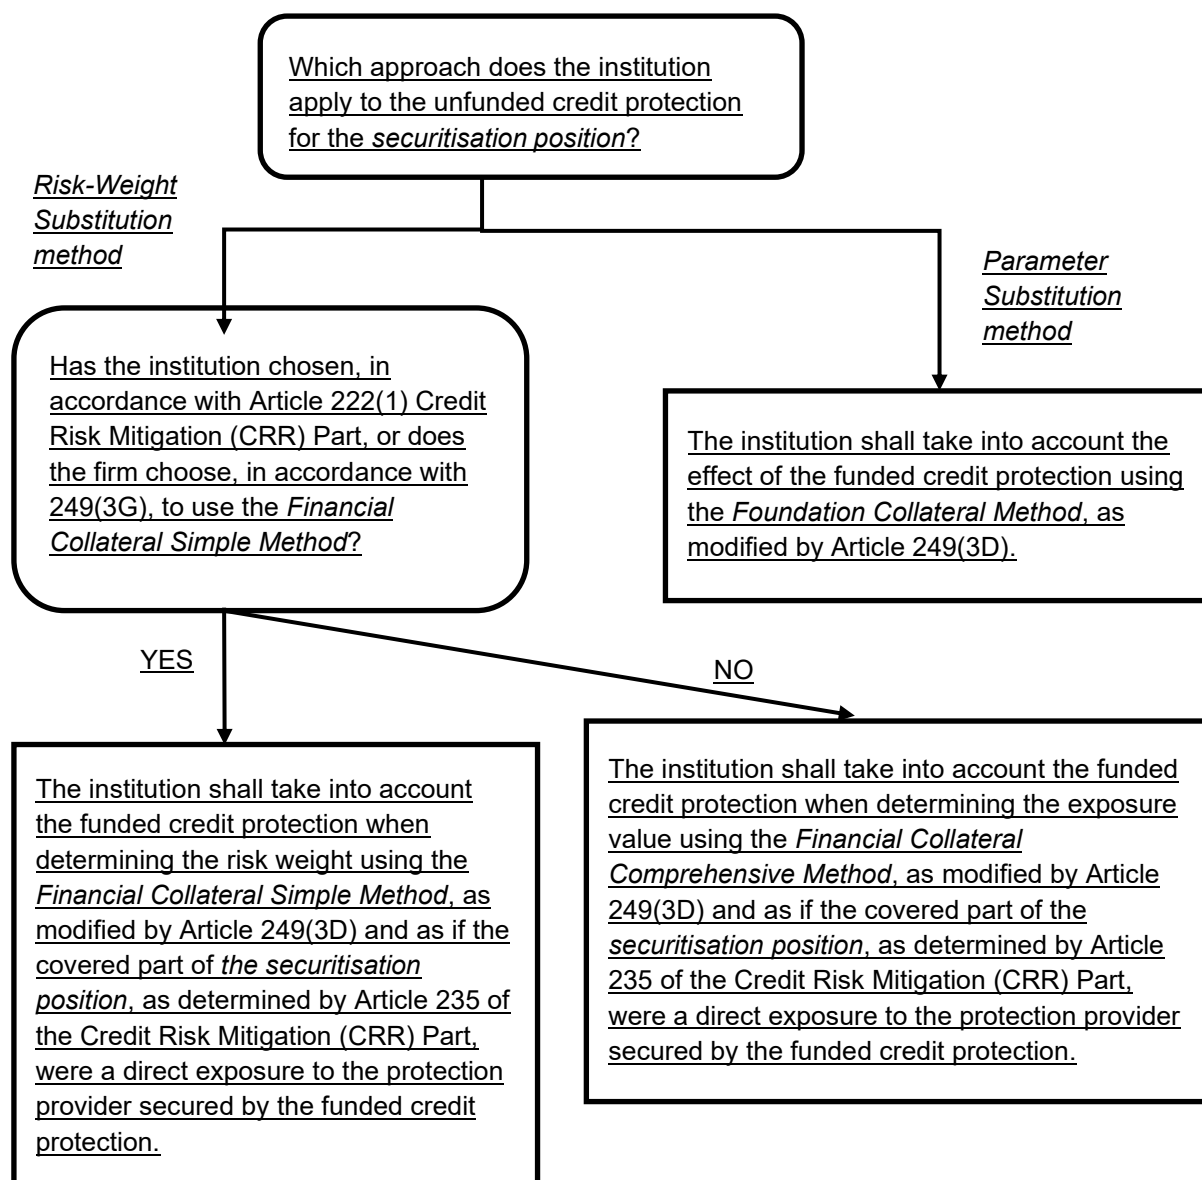 Which approach does the institution
apply to the unfunded credit protection
for the securitisation position?
Risk-Weight
Substitution
method
Parameter
Substitution
method
Has the institution chosen, in
accordance with Article 222(1) Credit
Risk Mitigation (CRR) Part, or does
the firm choose, in accordance with
249(3G), to use the Financial
Collateral Simple Method?
The institution shall take into account the
effect of the funded credit protection using
the Foundation Collateral Method, as
modified by Article 249(3D).
YES
NO
The institution shall take into account
the funded credit protection when
determining the risk weight using the
Financial Collateral Simple Method, as
modified by Article 249(3D) and as if the
covered part of the securitisation
position, as determined by Article 235 of
the Credit Risk Mitigation (CRR) Part,
were a direct exposure to the protection
provider secured by the funded credit
protection.
The institution shall take into account the funded
credit protection when determining the exposure
value using the Financial Collateral
Comprehensive Method, as modified by Article
249(3D) and as if the covered part of the
securitisation position, as determined by Article
235 of the Credit Risk Mitigation (CRR) Part,
were a direct exposure to the protection provider
secured by the funded credit protection.